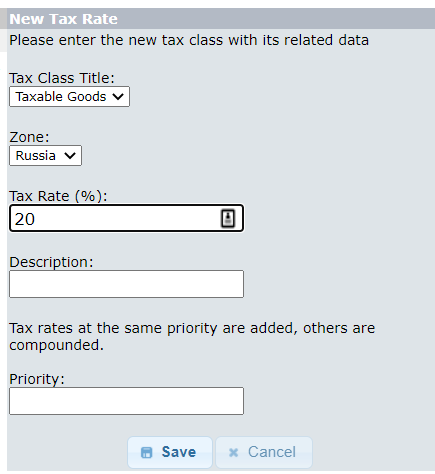 New Tax Rate
Please enter the new tax class with its related data
Tax Class Title:
Taxable Goods
Zone:
Russia
Tax Rate (%):
20
Description:
Tax rates at the same priority are added, others are
compounded.
Priority:
Save Cancel